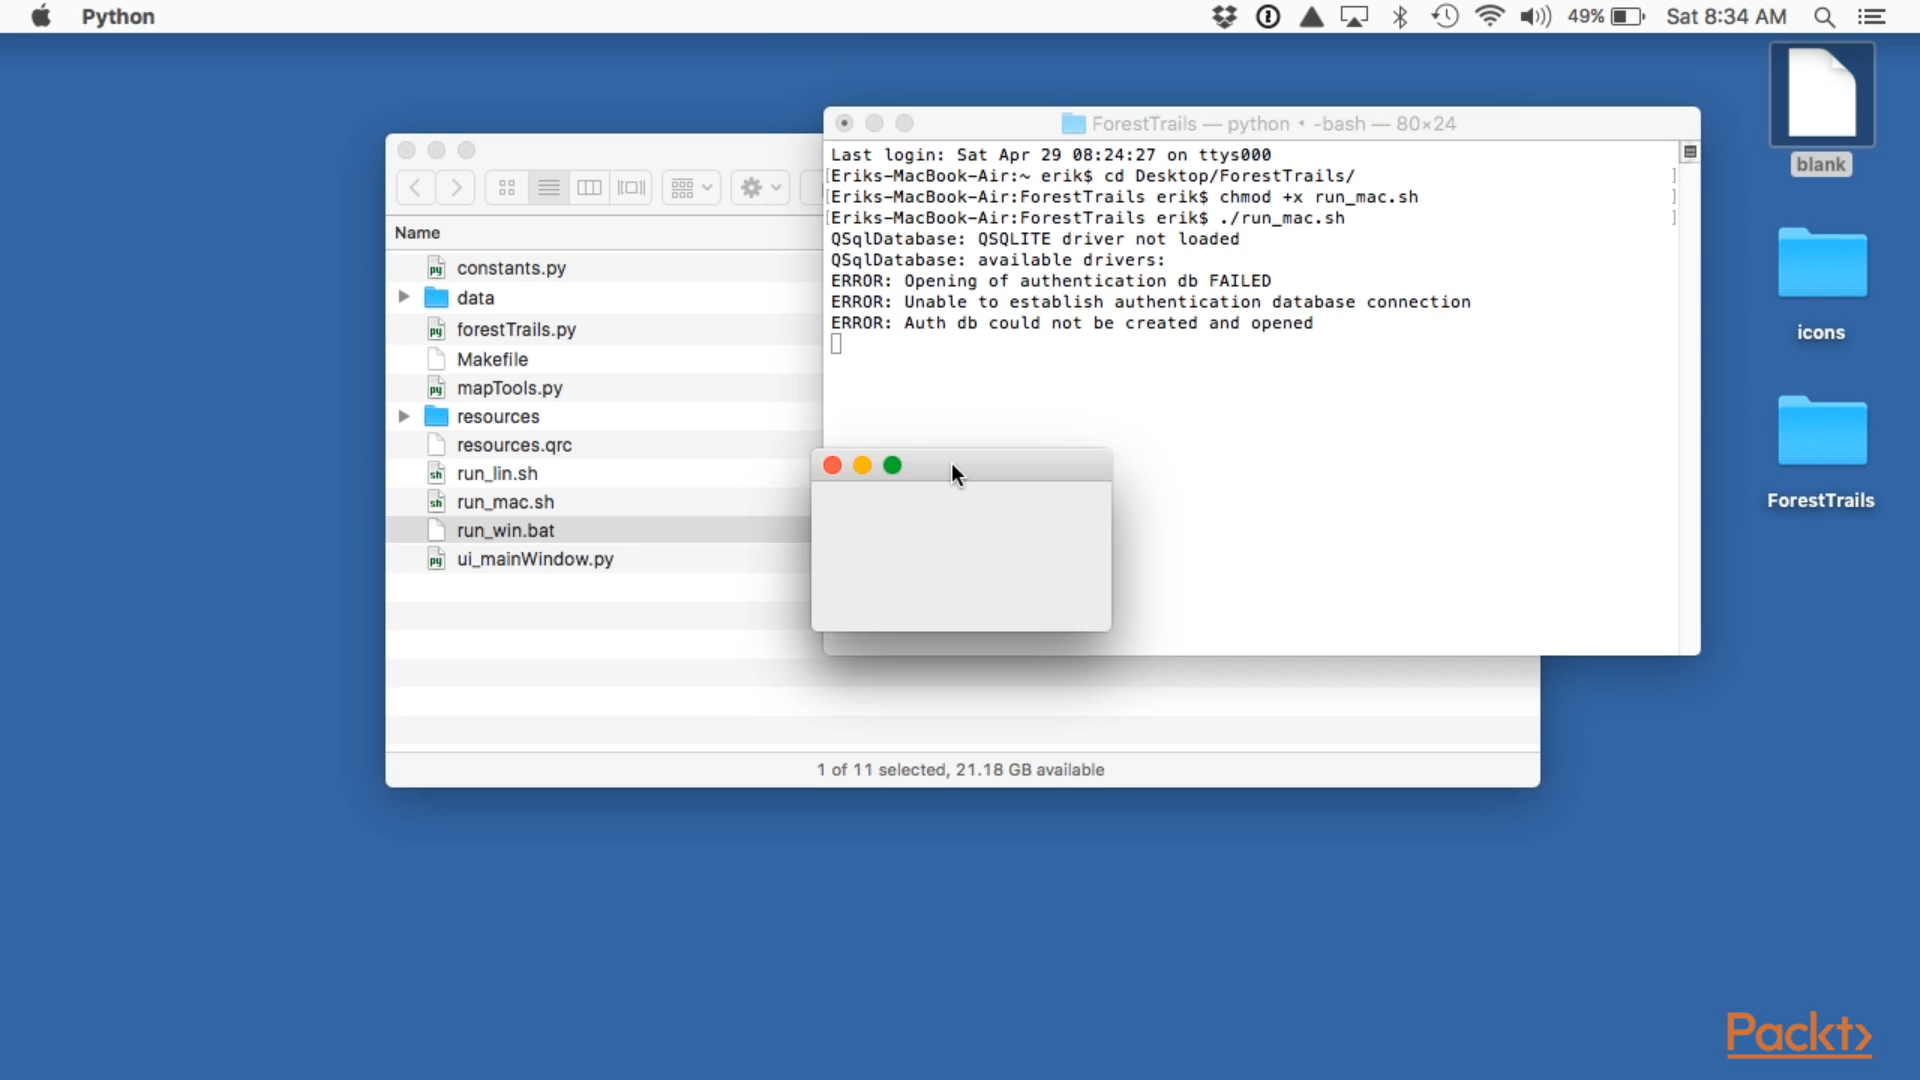 Python
49%
Sat 8:34 AM
blank
ForestTrails — python • -bash — 80×24
Last login: Sat Apr 29 08:24:27 on ttys000
[Eriks-MacBook-Air:~ erik$ cd Desktop/ForestTrails/ ]
[Eriks-MacBook-Air:ForestTrails erik$ chmod +x run_mac.sh ]
[Eriks-MacBook-Air:ForestTrails erik$ ./run_mac.sh ]
QSqlDatabase: QSQLITE driver not loaded
QSqlDatabase: available drivers:
ERROR: Opening of authentication db FAILED
ERROR: Unable to establish authentication database connection
ERROR: Auth db could not be created and opened
Name
constants.py
data
forestTrails.py
Makefile
mapTools.py
resources
resources.qrc
run_lin.sh
run_mac.sh
run_win.bat
ui_mainWindow.py
1 of 11 selected, 21.18 GB available
icons
ForestTrails
Packt>